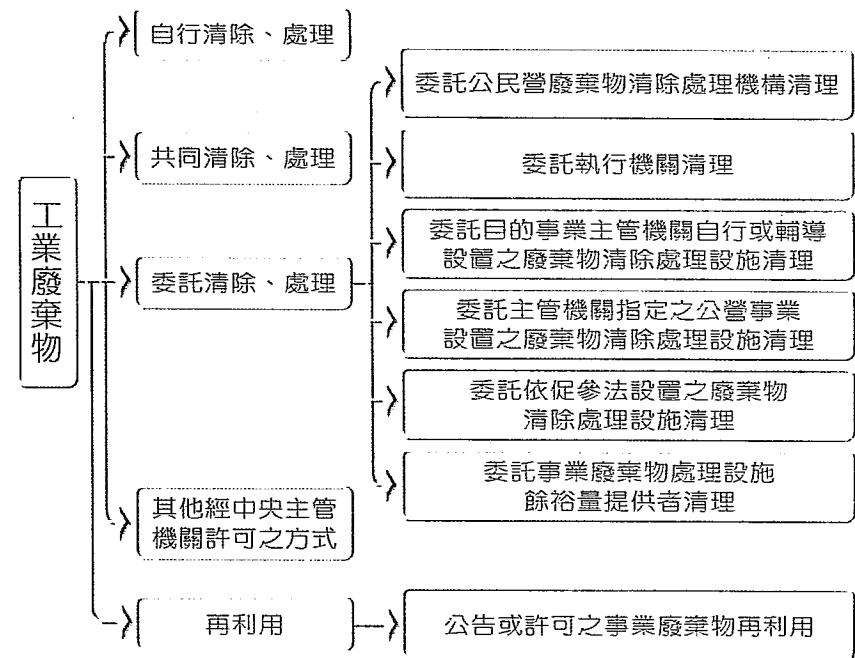 工業廢棄物
自行清除、處理
共同清除、處理
委託清除、處理
委託公民營廢棄物清除處理機構清理
委託執行機關清理
委託目的事業主管機關自行或輔導
設置之廢棄物清除處理設施清理
委託主管機關指定之公營事業
設置之廢棄物清除處理設施清理
委託依促參法設置之廢棄物
清除處理設施清理
委託事業廢棄物處理設施
餘裕量提供者清理
其他經中央主管
機關許可之方式
再利用
公告或許可之事業廢棄物再利用